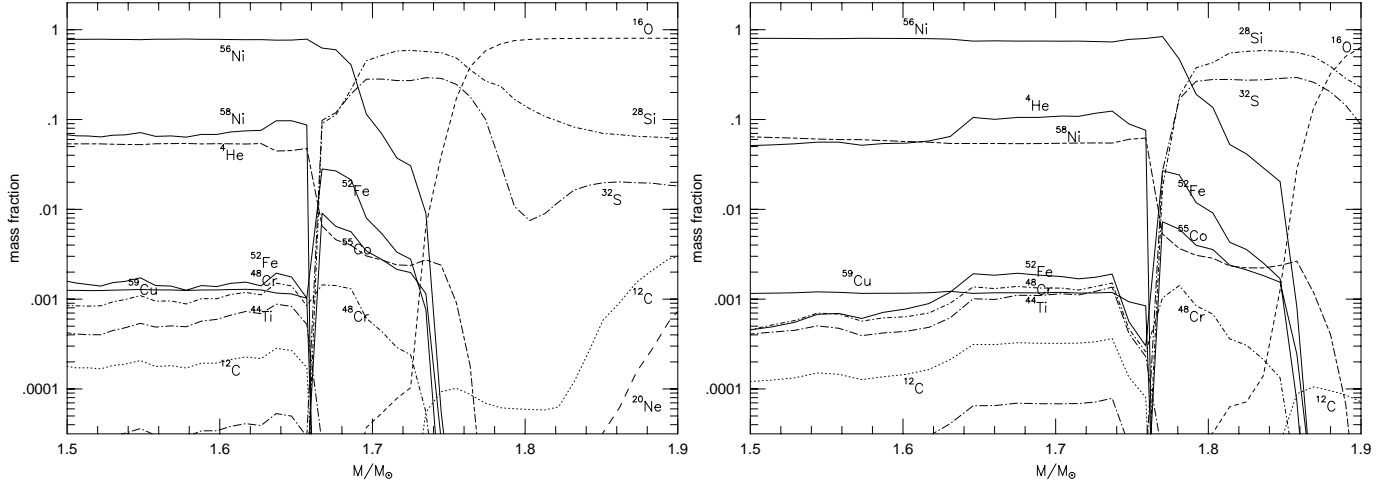 mass fraction
1
.1
.01
.001
.0001
1.5
1.6
1.7
1.8
1.9
M/M⊙
⁵⁶Ni
¹⁶O
⁵⁸Ni
⁴He
²⁸Si
⁵²Fe
³²S
⁵⁵Co
⁵²Fe
⁵⁹Cu
⁴⁸Cr
⁴⁴Ti
⁴⁸Cr
¹²C
¹²C
²⁰Ne
mass fraction
1
.1
.01
.001
.0001
1.5
1.6
1.7
1.8
1.9
M/M⊙
⁵⁶Ni
²⁸Si
¹⁶O
³²S
⁴He
⁵⁸Ni
⁵²Fe
⁵⁵Co
⁵⁹Cu
⁵²Fe
⁴⁸Cr
⁴⁴Ti
⁴⁸Cr
¹²C
¹²C